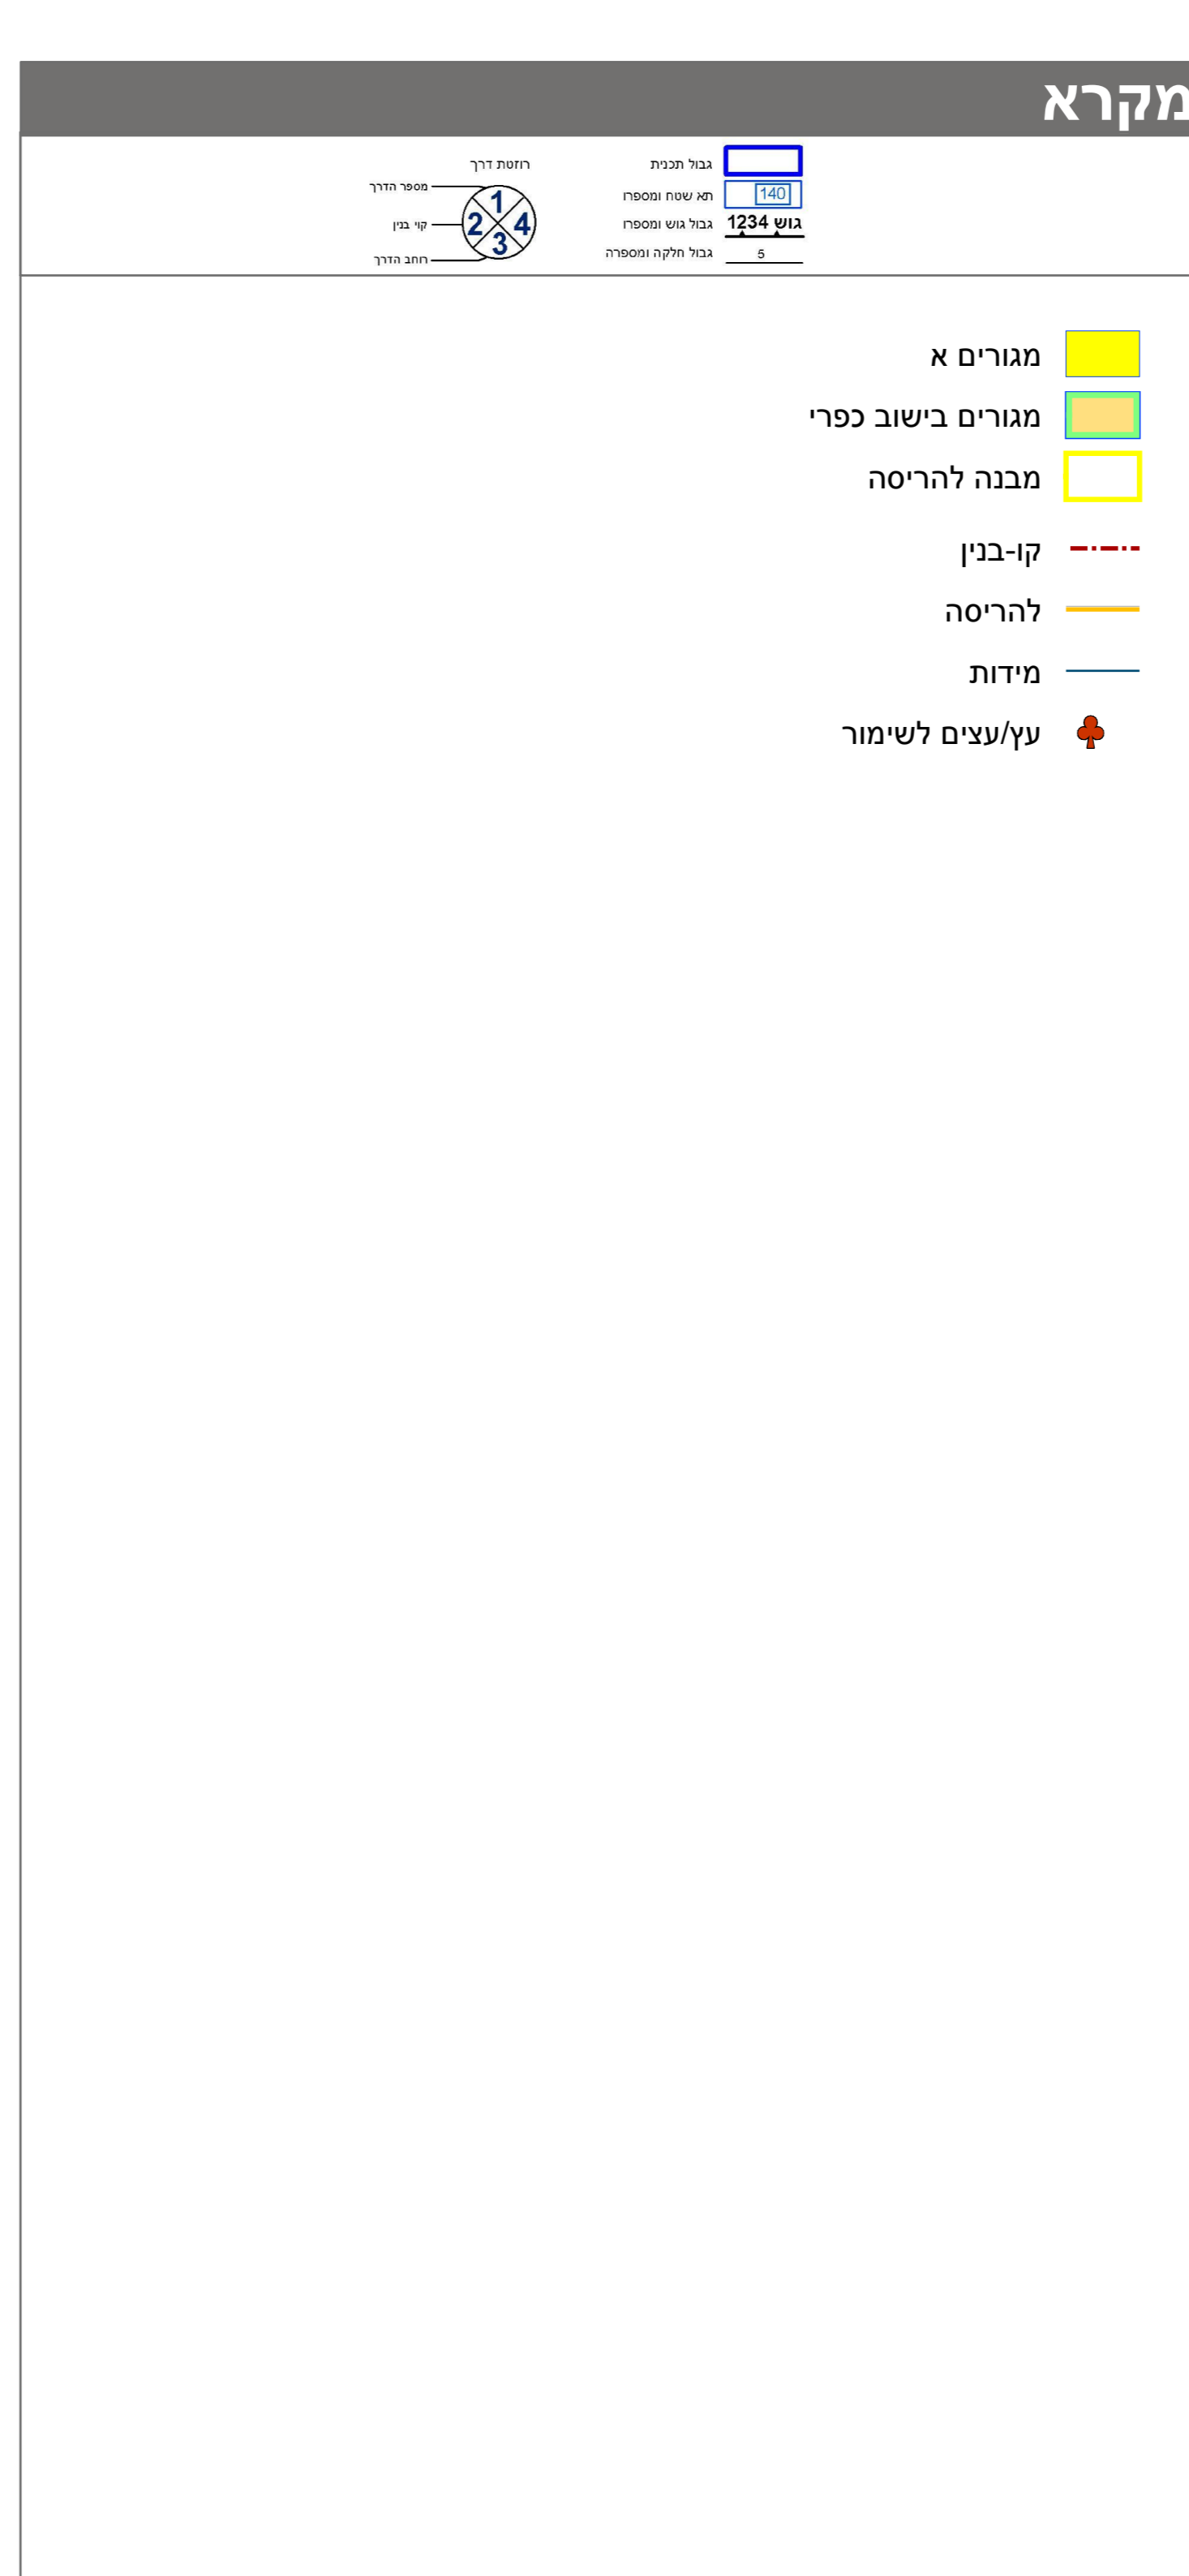 מקרא
גבול תכנית
תא שטח ומספרו
140
גבול גוש ומספרו
גוש 1234
גבול חלקה ומספרה
5
רוזטת דרך
מספר הדרך
קוי בנין
רוחב הדרך
1
2 4
3
מגורים א
מגורים בישוב כפרי
מבנה להריסה
קו-בנין
להריסה
מידות
עץ/עצים לשימור